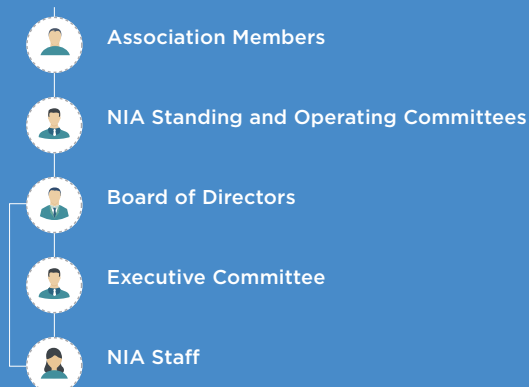 Association Members
NIA Standing and Operating Committees
Board of Directors
Executive Committee
NIA Staff